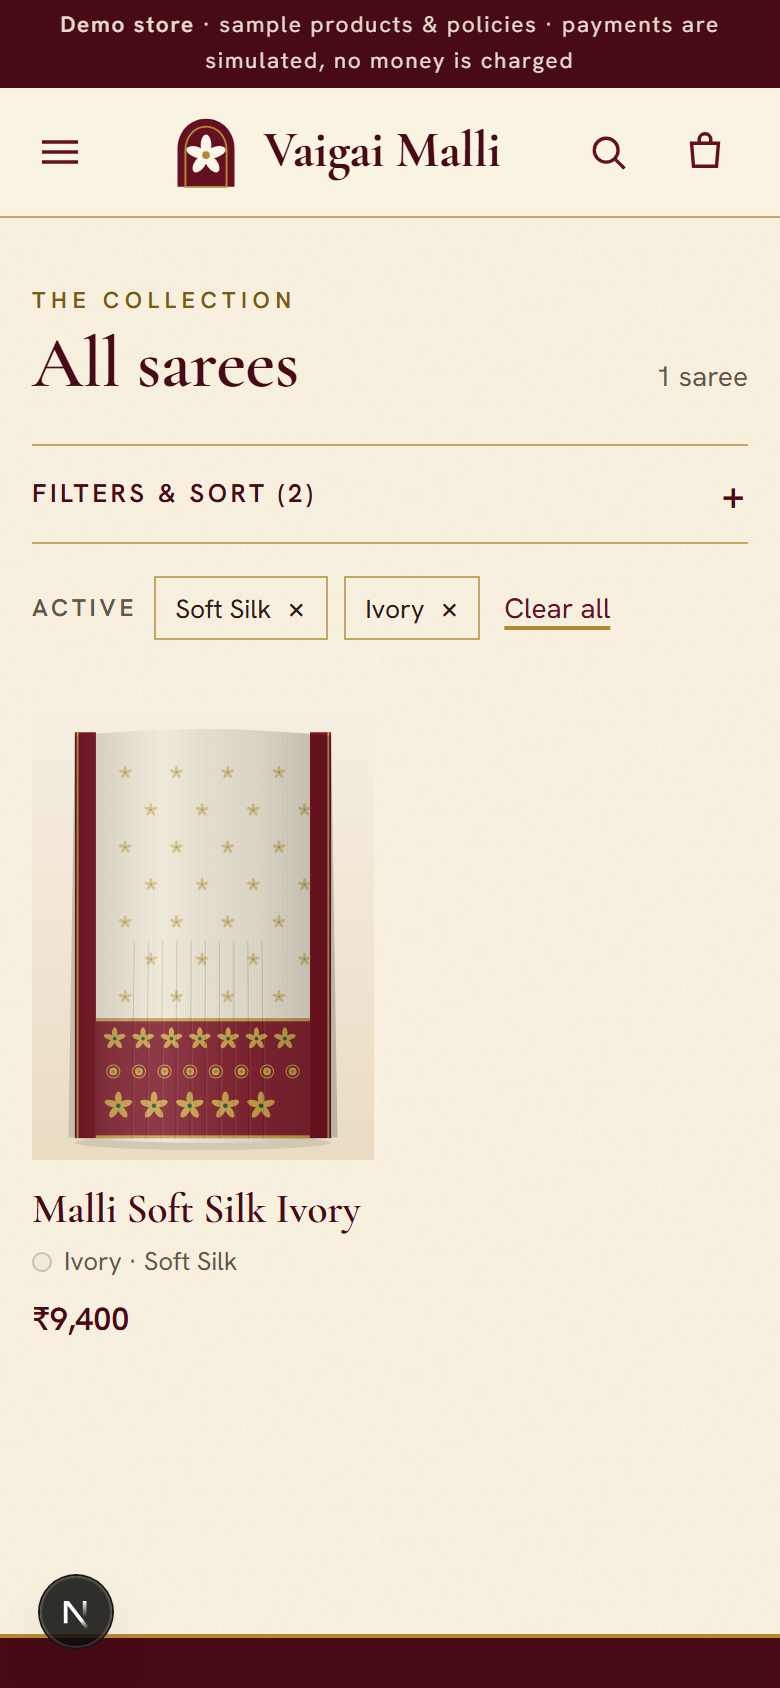 Demo store · sample products & policies · payments are
simulated, no money is charged
Vaigai Malli
THE COLLECTION
All sarees
1 saree
FILTERS & SORT (2)
+
ACTIVE
Soft Silk ×
Ivory ×
Clear all
Malli Soft Silk Ivory
Ivory · Soft Silk
₹9,400
N